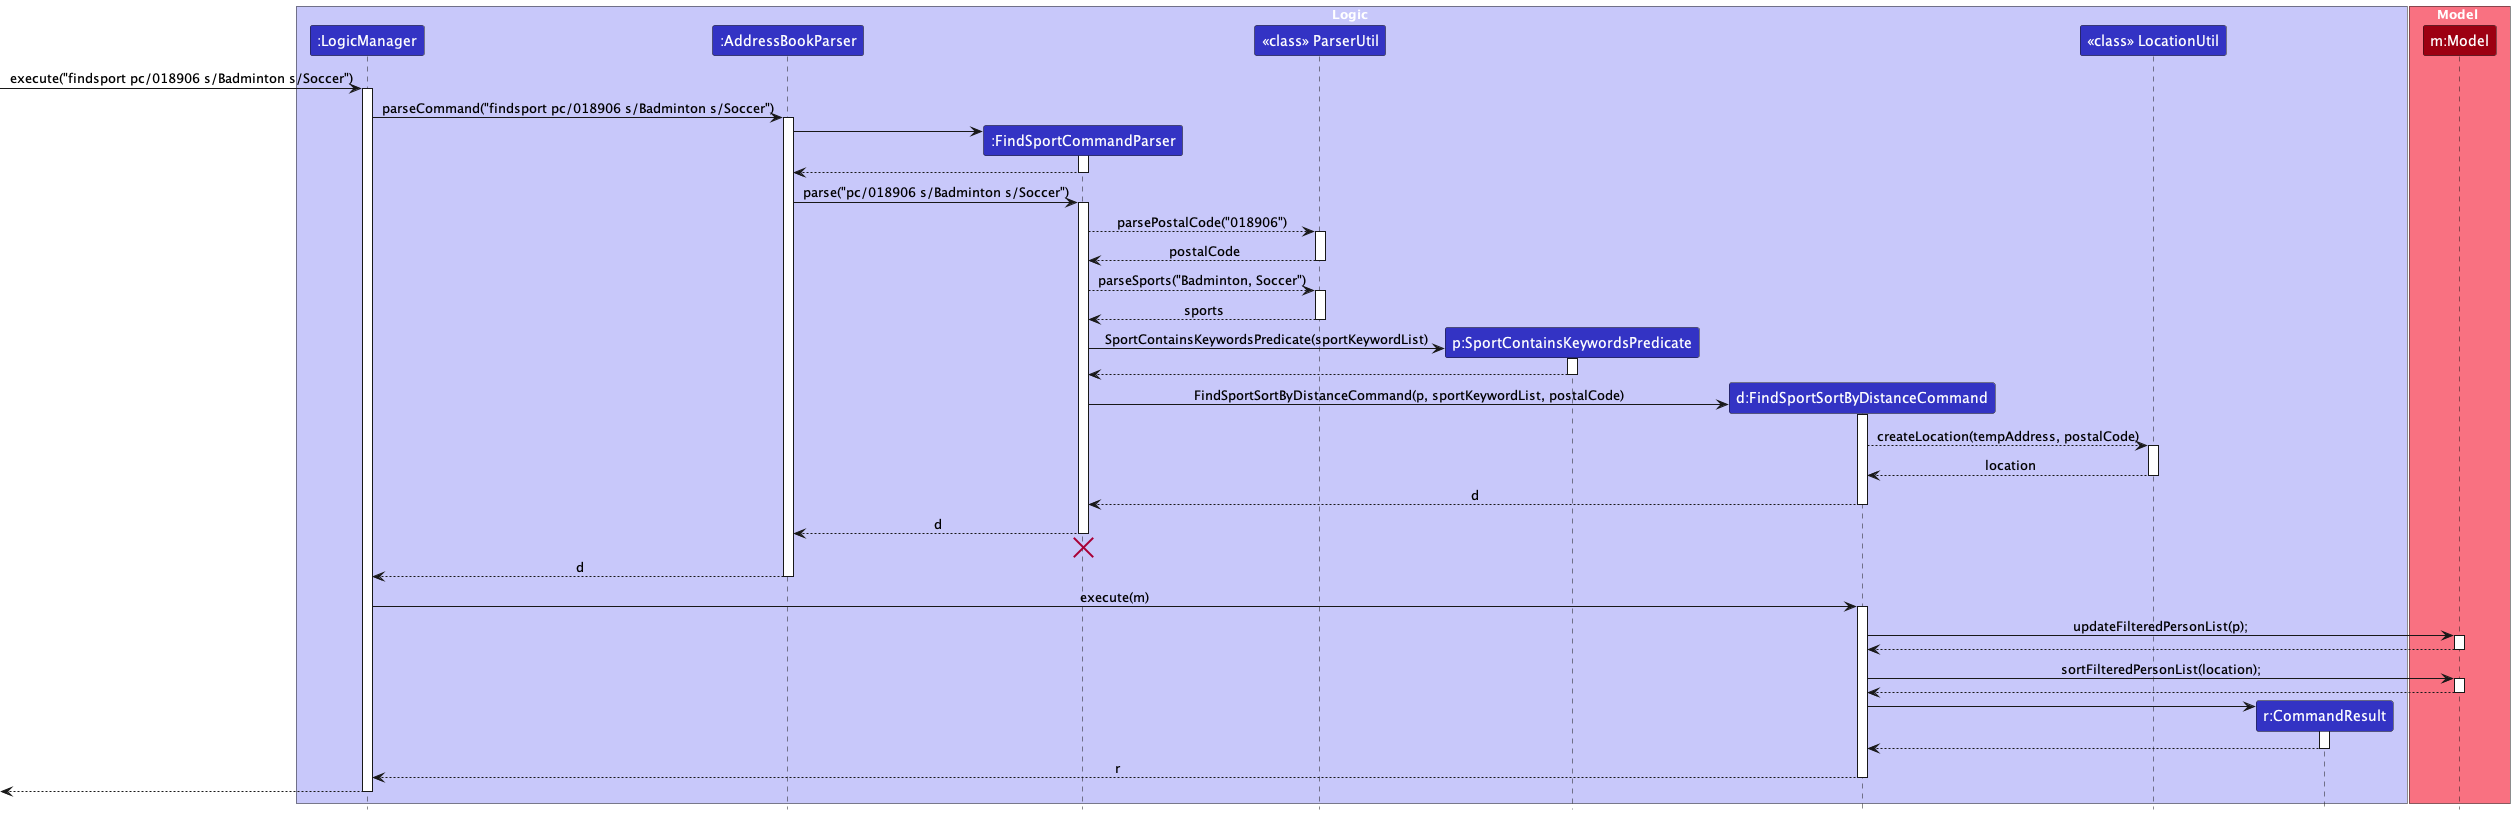 Logic
Model
:LogicManager
:AddressBookParser
«class» ParserUtil
«class» LocationUtil
m:Model
execute("findsport pc/018906 s/Badminton s/Soccer")
parseCommand("findsport pc/018906 s/Badminton s/Soccer")
:FindSportCommandParser
parse("pc/018906 s/Badminton s/Soccer")
parsePostalCode("018906")
postalCode
parseSports("Badminton, Soccer")
sports
SportContainsKeywordsPredicate(sportKeywordList)
p:SportContainsKeywordsPredicate
FindSportSortByDistanceCommand(p, sportKeywordList, postalCode)
d:FindSportSortByDistanceCommand
createLocation(tempAddress, postalCode)
location
d
d
d
execute(m)
updateFilteredPersonList(p);
sortFilteredPersonList(location);
r:CommandResult
r